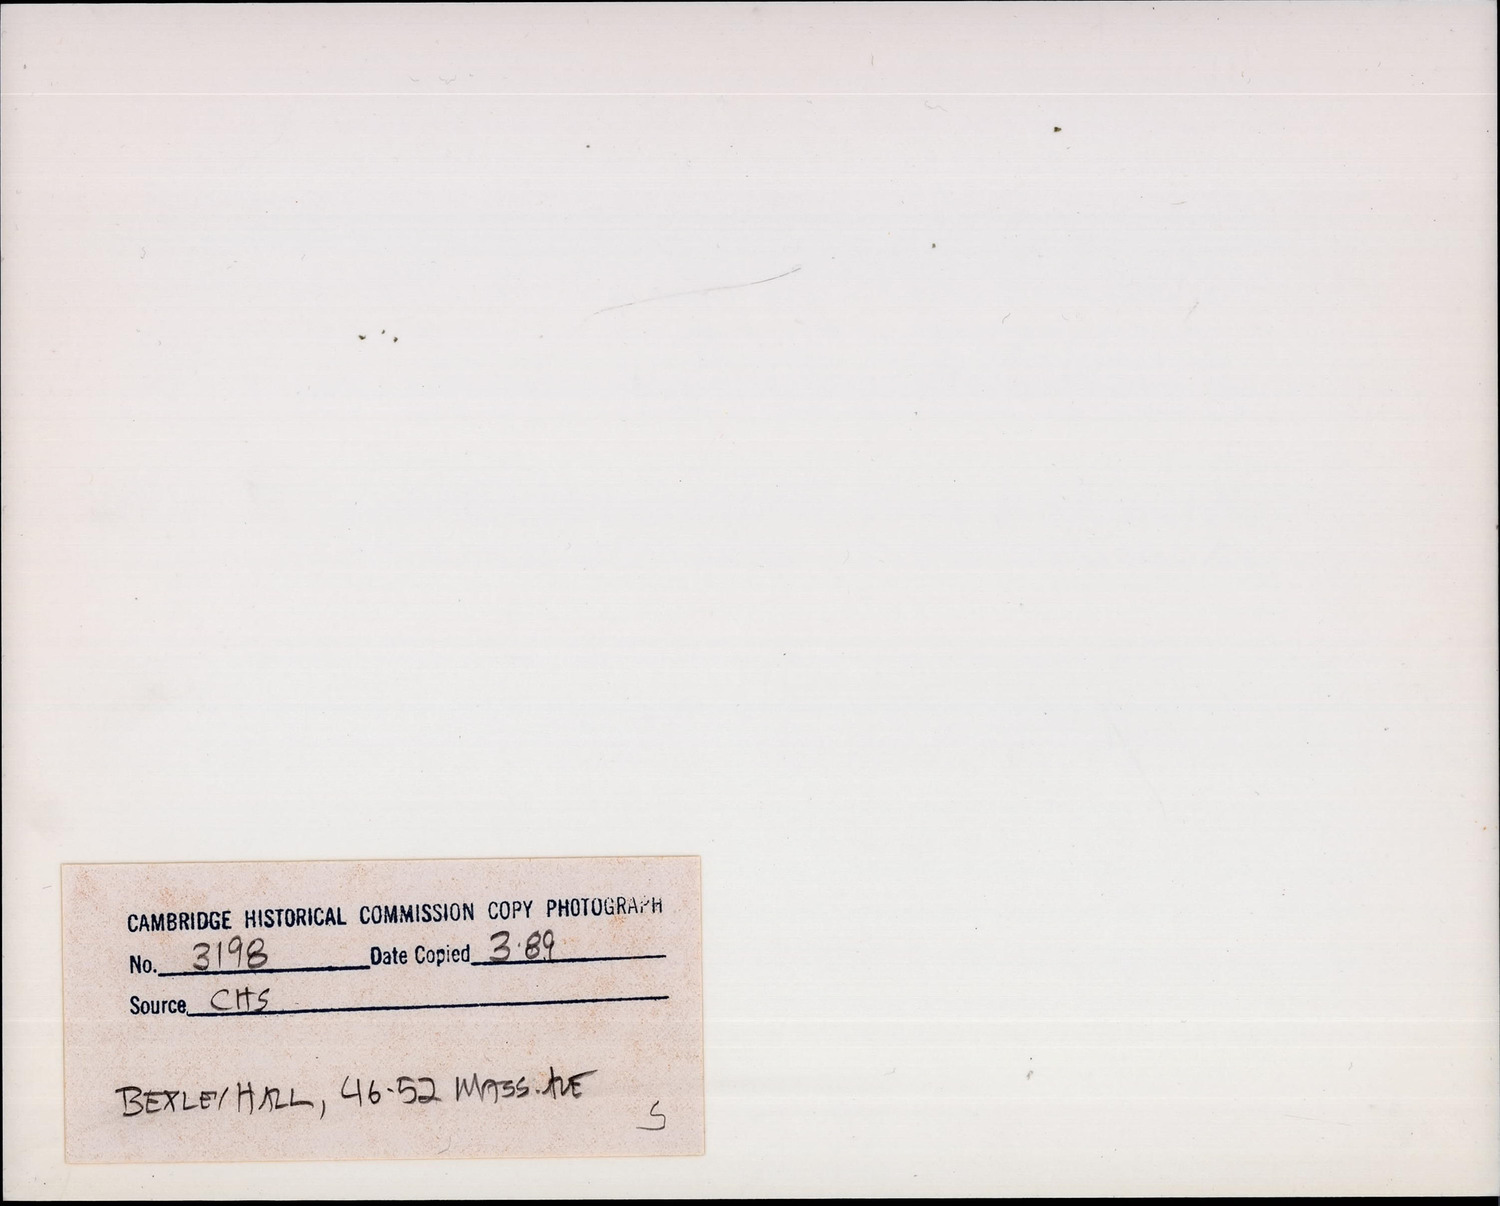 CAMBRIDGE HISTORICAL COMMISSION COPY PHOTOGRAPH
No. 3198 Date Copied 3·89
Source CHS
BEXLEY HALL, 46-52 MASS. AVE
S